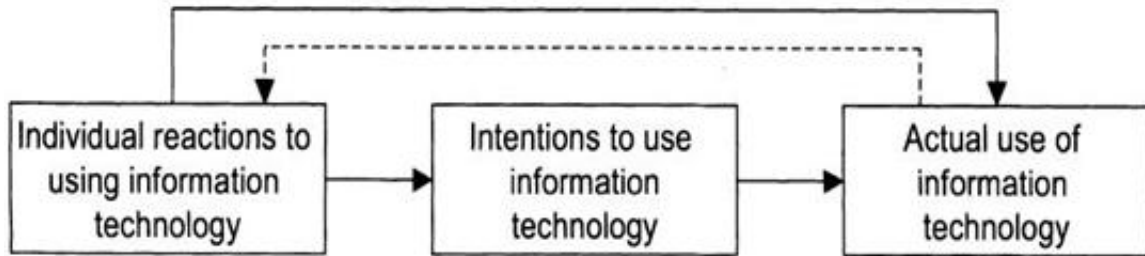 Individual reactions to
using information
technology
Intentions to use
information
technology
Actual use of
information
technology